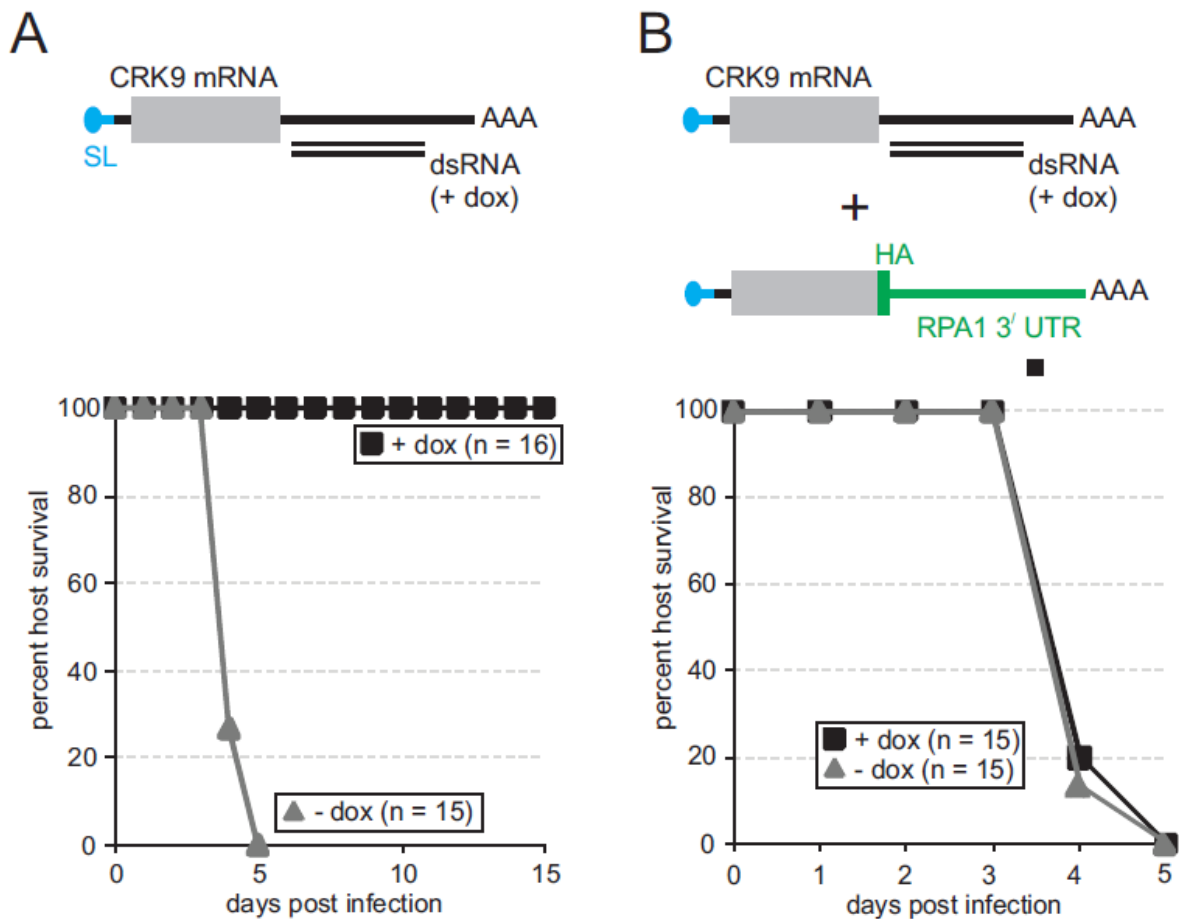 A
CRK9 mRNA
AAA
SL
dsRNA
(+ dox)
percent host survival
100
80
60
40
20
0
+ dox (n = 16)
- dox (n = 15)
0 5 10 15
days post infection
B
CRK9 mRNA
AAA
dsRNA
(+ dox)
+
HA
AAA
RPA1 3′ UTR
percent host survival
100
80
60
40
20
0
+ dox (n = 15)
- dox (n = 15)
0 1 2 3 4 5
days post infection